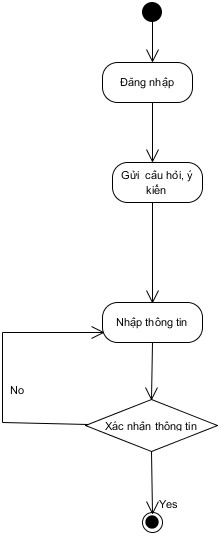 Đăng nhập
Gửi câu hỏi, ý
kiến
Nhập thông tin
No
Xác nhận thông tin
Yes